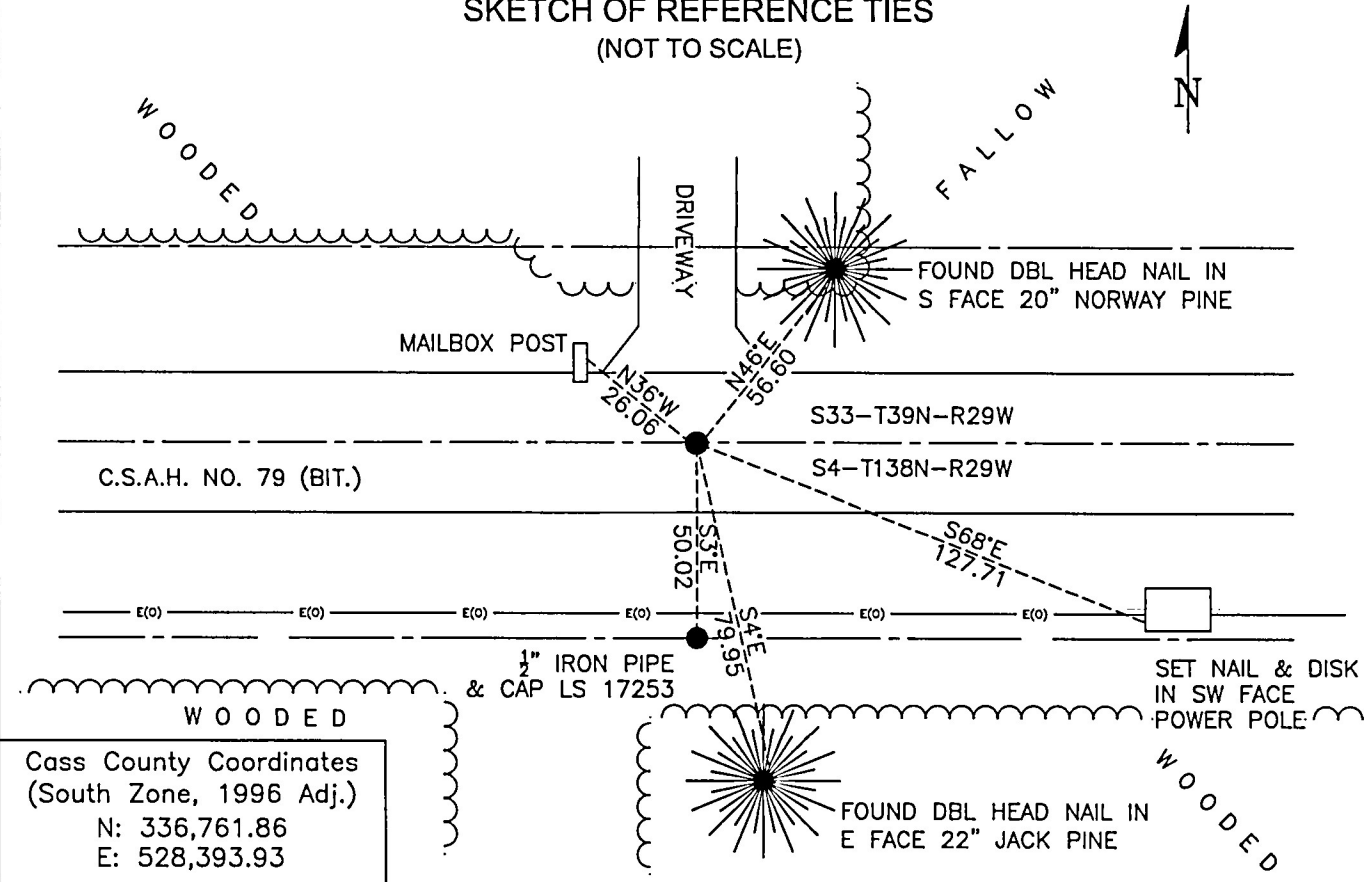 SKETCH OF REFERENCE TIES
(NOT TO SCALE)
N
WOODED
FALLOW
DRIVEWAY
FOUND DBL HEAD NAIL IN
S FACE 20" NORWAY PINE
MAILBOX POST
N36°W
26.06
N46°E
56.60
S33-T39N-R29W
S4-T138N-R29W
C.S.A.H. NO. 79 (BIT.)
S3°E
50.02
S4°E
79.95
S68°E
127.71
E(O) E(O) E(O) E(O) E(O) E(O)
1/2" IRON PIPE
& CAP LS 17253
SET NAIL & DISK
IN SW FACE
POWER POLE
WOODED
WOODED
Cass County Coordinates
(South Zone, 1996 Adj.)
N: 336,761.86
E: 528,393.93
FOUND DBL HEAD NAIL IN
E FACE 22" JACK PINE